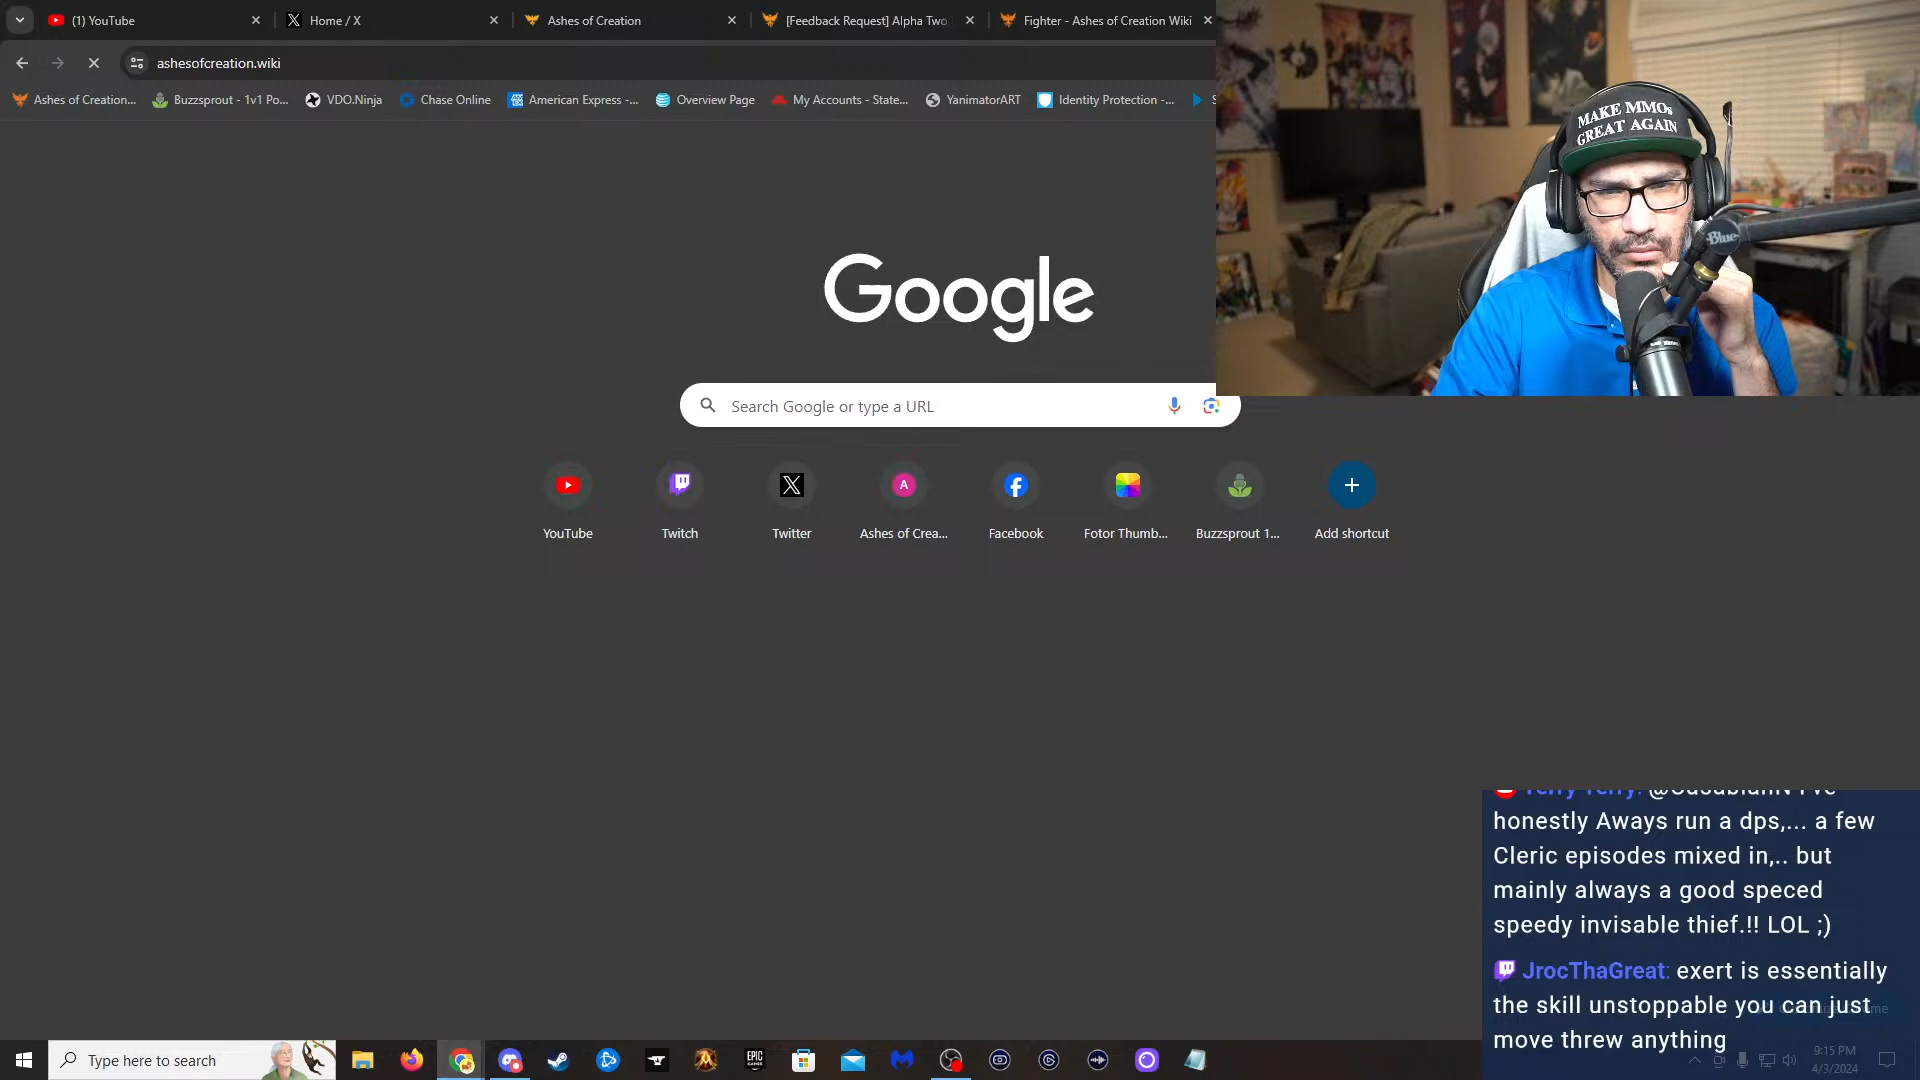 (1) YouTube
Home / X
Ashes of Creation
[Feedback Request] Alpha Two
Fighter - Ashes of Creation Wiki
ashesofcreation.wiki
Ashes of Creation...
Buzzsprout - 1v1 Po...
VDO.Ninja
Chase Online
American Express -...
Overview Page
My Accounts - State...
YanimatorART
Identity Protection -...
S
MAKE MMOs
GREAT AGAIN
Blue
Google
Search Google or type a URL
A
YouTube
Twitch
Twitter
Ashes of Crea...
Facebook
Fotor Thumb...
Buzzsprout 1...
Add shortcut
Terry Terry:
honestly Aways run a dps,... a few
Cleric episodes mixed in,.. but
mainly always a good speced
speedy invisable thief.!! LOL ;)
JrocThaGreat: exert is essentially
the skill unstoppable you can just
move threw anything
Type here to search
EPIC
GAMES
9:15 PM
4/3/2024